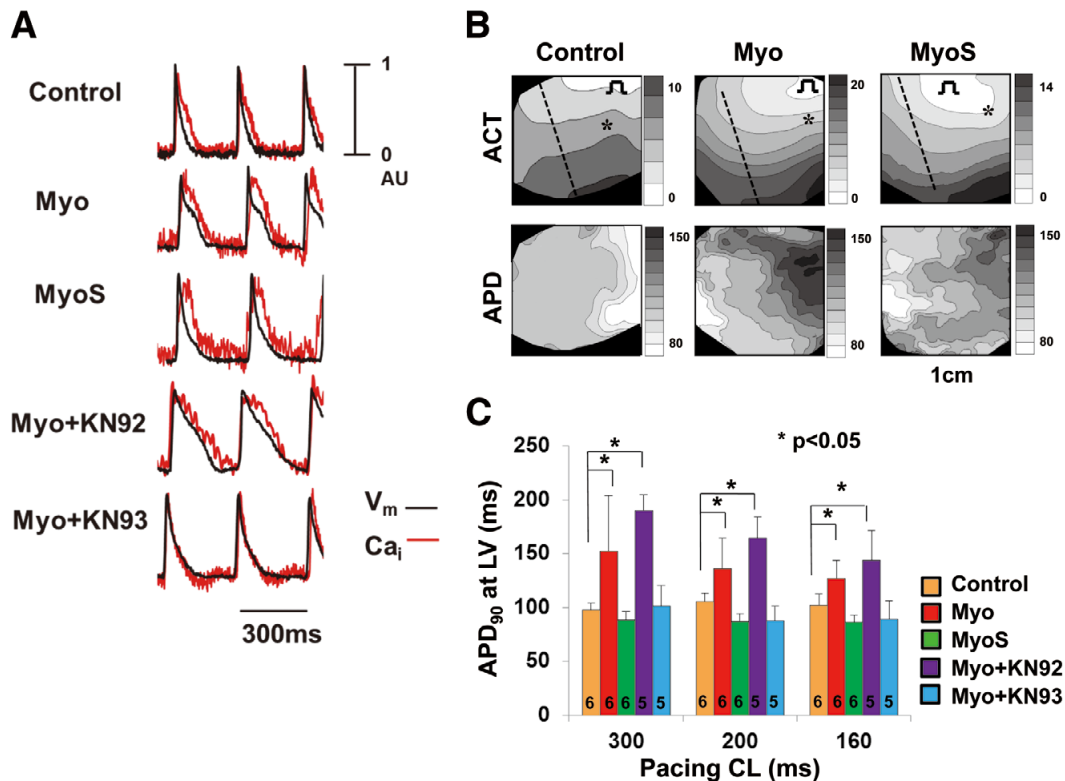 A
Control
1
0
AU
Myo
MyoS
Myo+KN92
Myo+KN93
Vm
Cai
300ms
B
Control
Myo
MyoS
ACT
10
0
*
20
0
*
14
0
*
APD
150
80
150
80
150
80
1cm
C
* p<0.05
APD90 at LV (ms)
250
200
150
100
50
0
*
*
*
*
*
*
6 6 6 5 5
6 6 6 5 5
6 6 6 5 5
300 200 160
Pacing CL (ms)
Control
Myo
MyoS
Myo+KN92
Myo+KN93